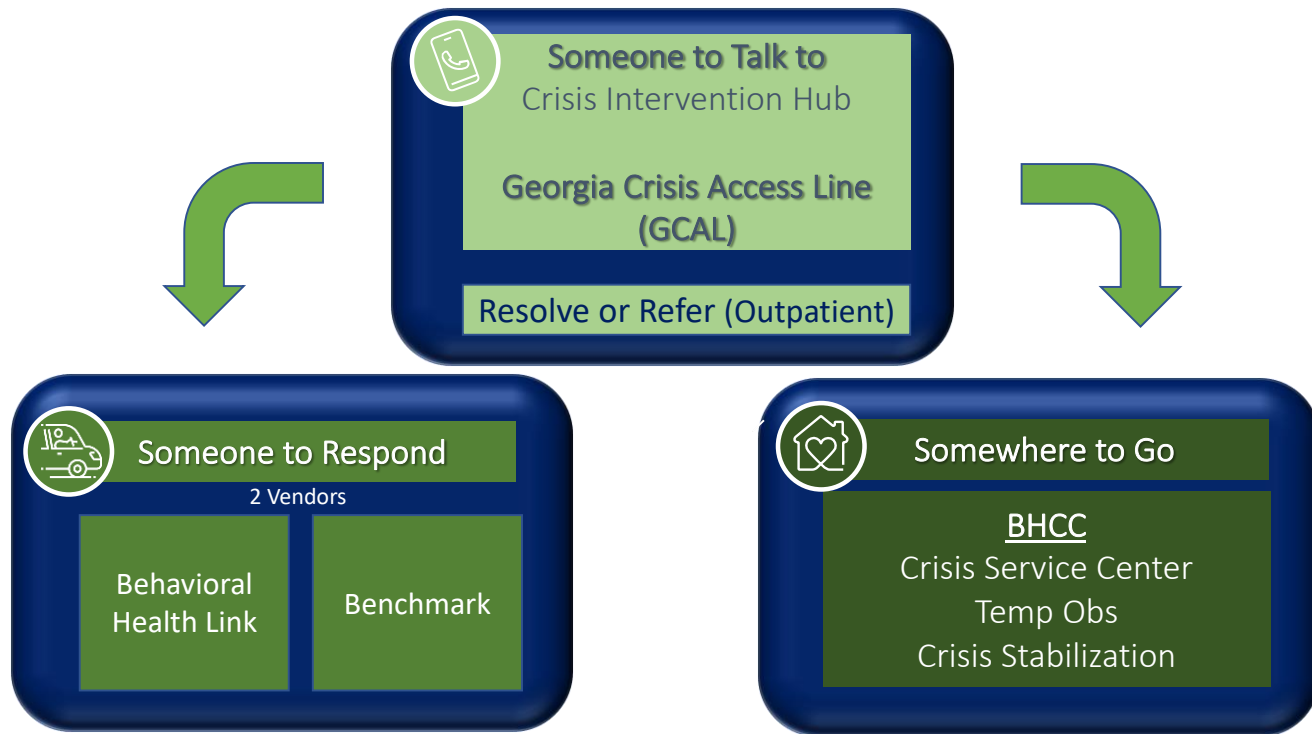 Someone to Talk to
Crisis Intervention Hub
Georgia Crisis Access Line
(GCAL)
Resolve or Refer (Outpatient)
Someone to Respond
2 Vendors
Behavioral
Health Link
Benchmark
Somewhere to Go
BHCC
Crisis Service Center
Temp Obs
Crisis Stabilization